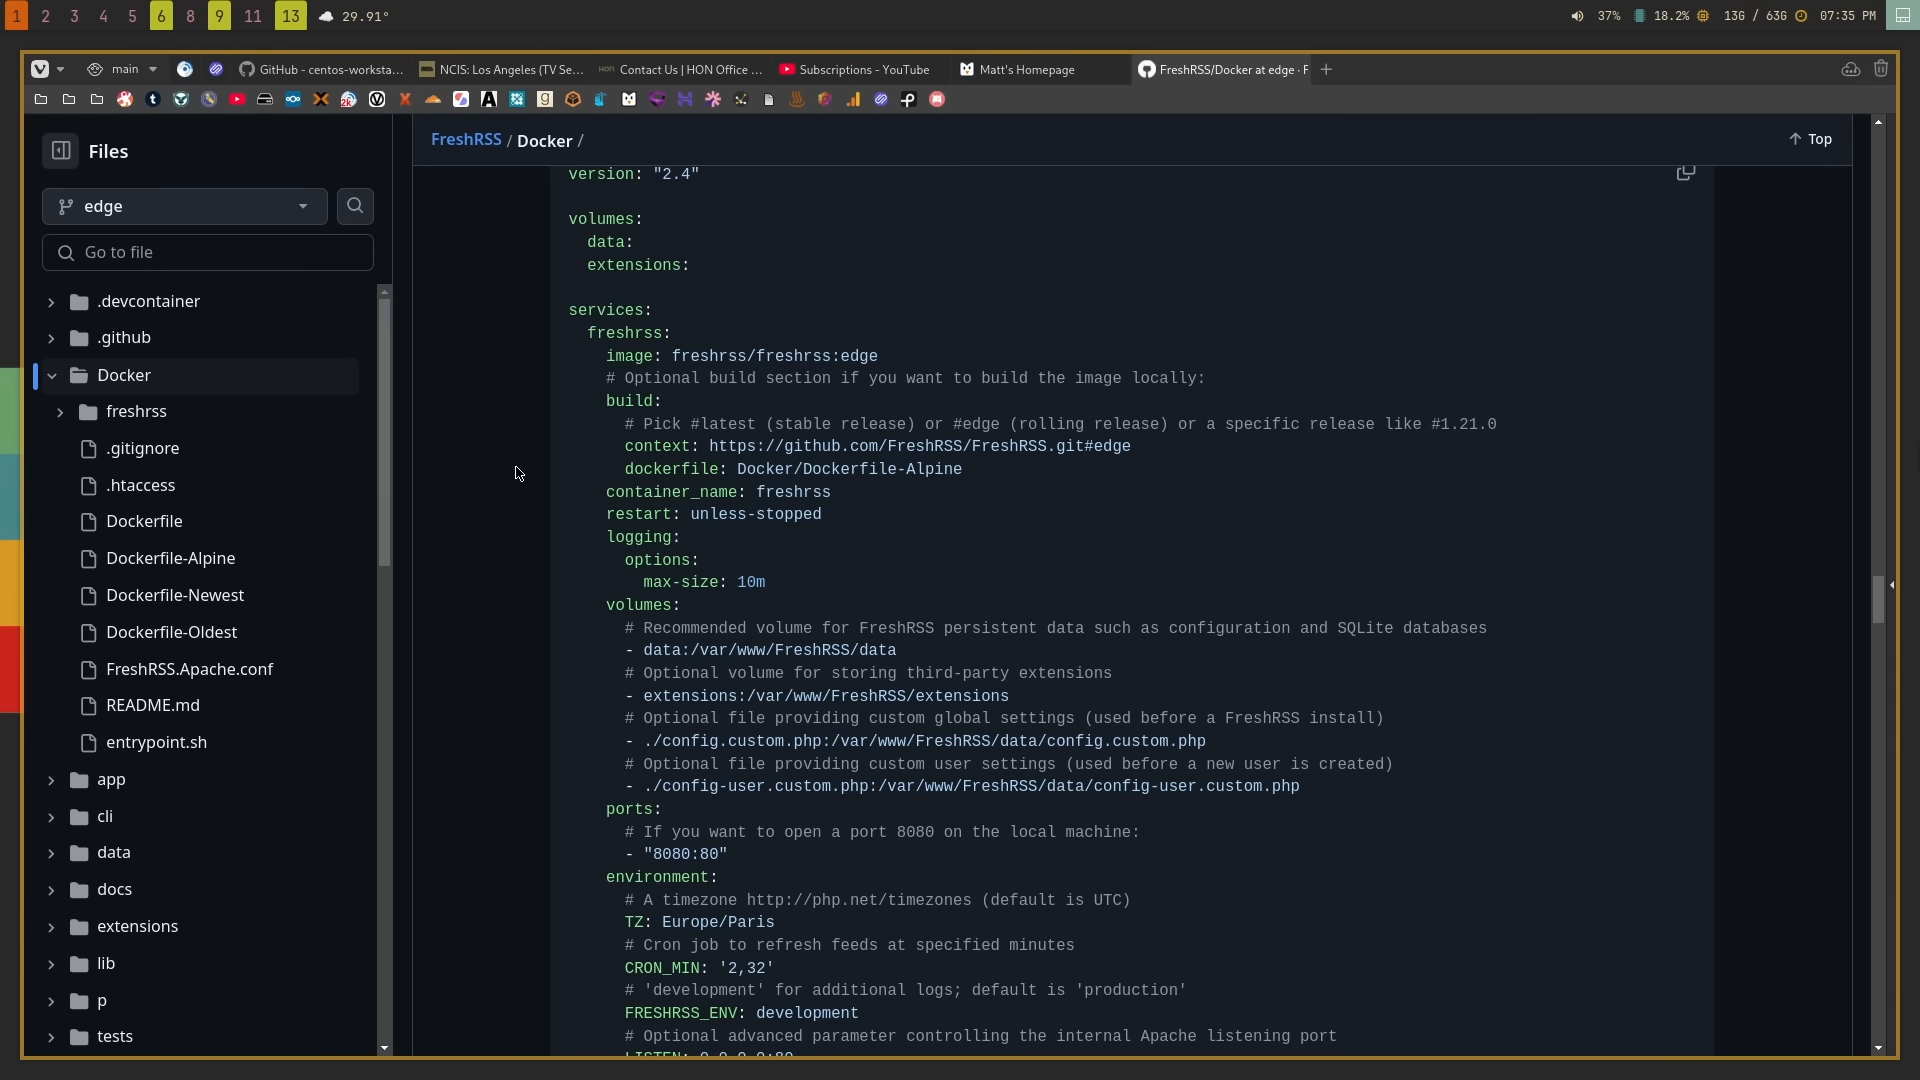 1 2 3 4 5 6 8 9 11 13 29.91° 37% 18.2% 13G / 63G 07:35 PM
main GitHub - centos-worksta... NCIS: Los Angeles (TV Se... HON Contact Us | HON Office ... Subscriptions - YouTube Matt's Homepage FreshRSS/Docker at edge · F
Files
edge
Go to file
.devcontainer
.github
Docker
freshrss
.gitignore
.htaccess
Dockerfile
Dockerfile-Alpine
Dockerfile-Newest
Dockerfile-Oldest
FreshRSS.Apache.conf
README.md
entrypoint.sh
app
cli
data
docs
extensions
lib
p
tests
FreshRSS / Docker / Top
version: "2.4"
volumes:
data:
extensions:
services:
freshrss:
image: freshrss/freshrss:edge
# Optional build section if you want to build the image locally:
build:
# Pick #latest (stable release) or #edge (rolling release) or a specific release like #1.21.0
context: https://github.com/FreshRSS/FreshRSS.git#edge
dockerfile: Docker/Dockerfile-Alpine
container_name: freshrss
restart: unless-stopped
logging:
options:
max-size: 10m
volumes:
# Recommended volume for FreshRSS persistent data such as configuration and SQLite databases
- data:/var/www/FreshRSS/data
# Optional volume for storing third-party extensions
- extensions:/var/www/FreshRSS/extensions
# Optional file providing custom global settings (used before a FreshRSS install)
- ./config.custom.php:/var/www/FreshRSS/data/config.custom.php
# Optional file providing custom user settings (used before a new user is created)
- ./config-user.custom.php:/var/www/FreshRSS/data/config-user.custom.php
ports:
# If you want to open a port 8080 on the local machine:
- "8080:80"
environment:
# A timezone http://php.net/timezones (default is UTC)
TZ: Europe/Paris
# Cron job to refresh feeds at specified minutes
CRON_MIN: '2,32'
# 'development' for additional logs; default is 'production'
FRESHRSS_ENV: development
# Optional advanced parameter controlling the internal Apache listening port
LISTEN: 0.0.0.0:80